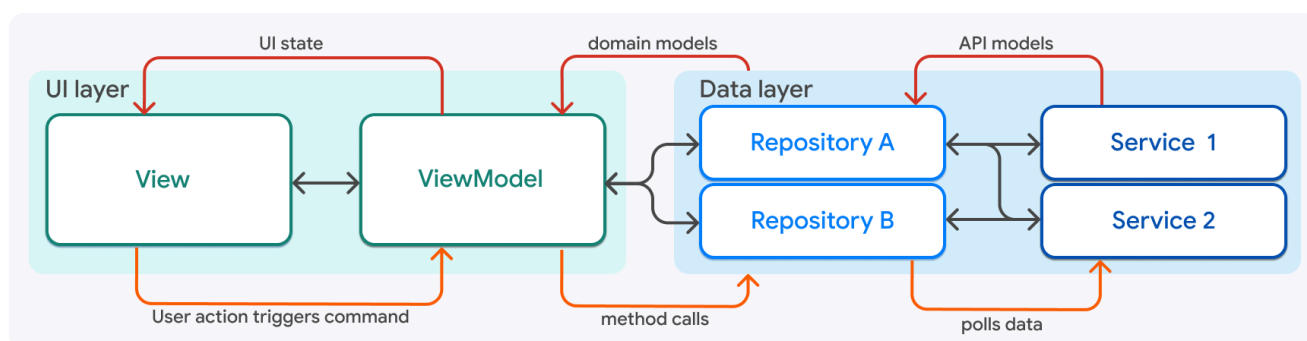 UI state
domain models
API models
UI layer
Data layer
View
ViewModel
Repository A
Service 1
Repository B
Service 2
User action triggers command
method calls
polls data